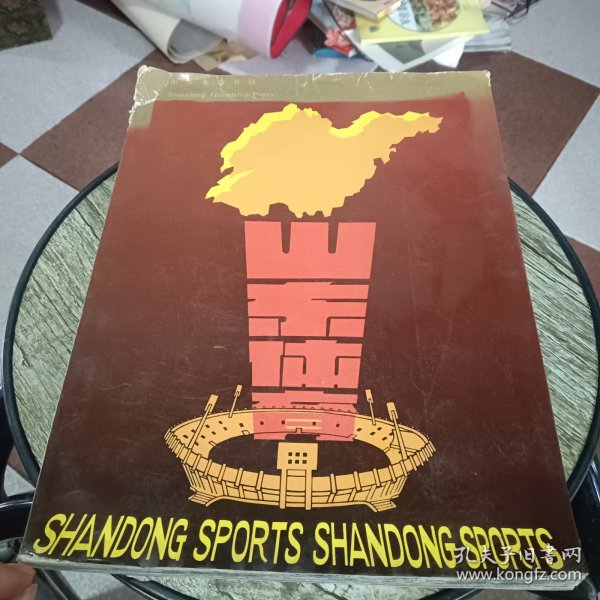 Shandong Friendship Press
山东体育
SHANDONG SPORTS SHANDONG SPORTS
孔夫子旧书网
www.kongfz.com